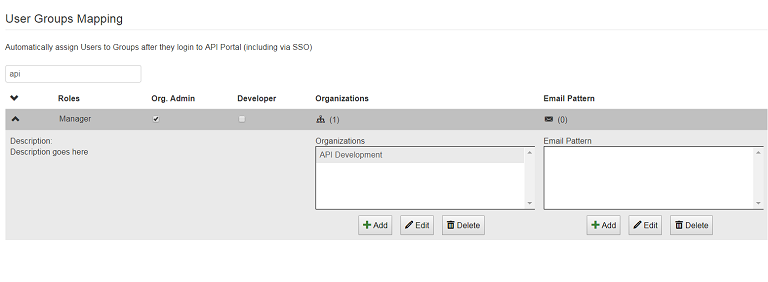 User Groups Mapping
Automatically assign Users to Groups after they login to API Portal (including via SSO)
api
Roles Org. Admin Developer Organizations Email Pattern
Manager (1) (0)
Description: Organizations Email Pattern
Description goes here API Development
Add Edit Delete Add Edit Delete